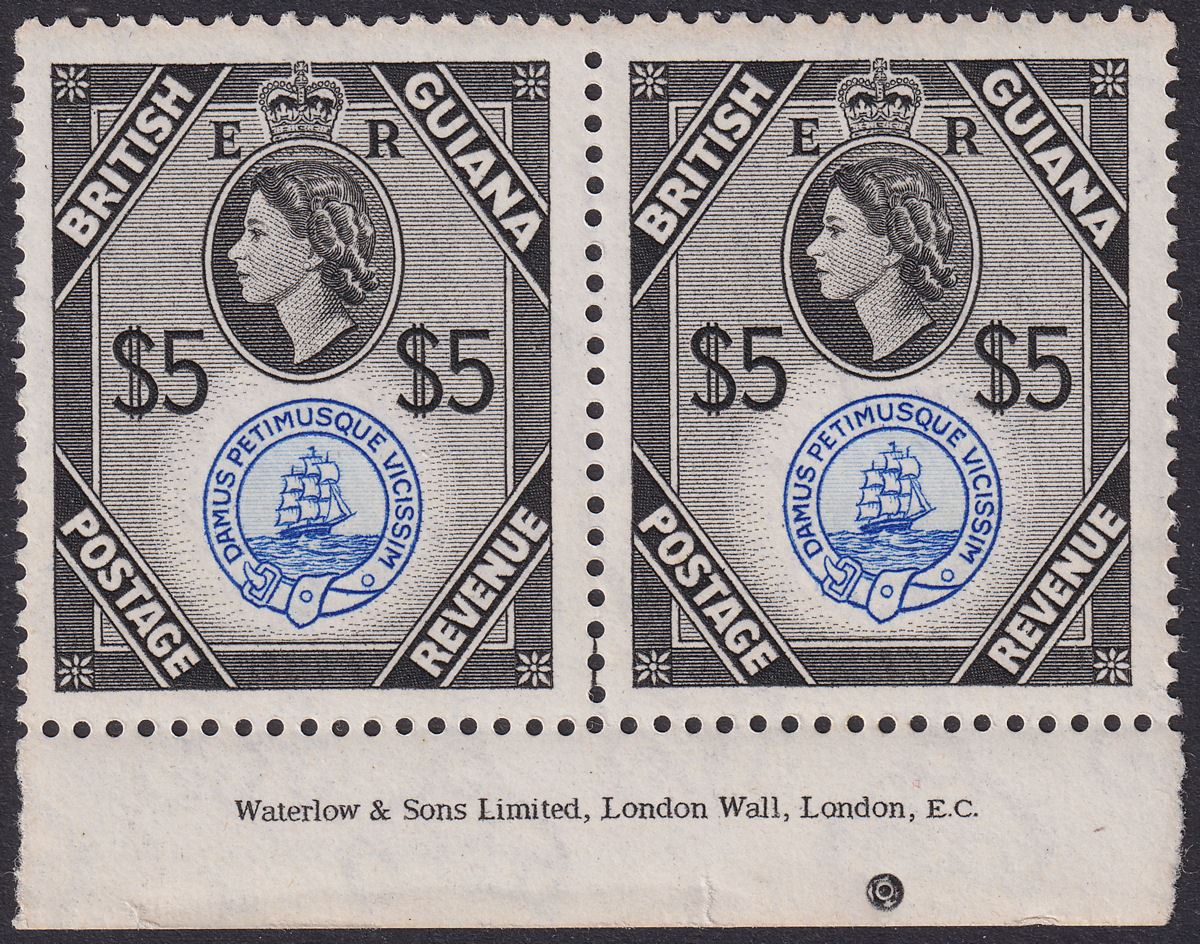 BRITISH GUIANA
E R
$5 $5
DAMUS PETIMUSQUE VICISSIM
POSTAGE REVENUE
BRITISH GUIANA
E R
$5 $5
DAMUS PETIMUSQUE VICISSIM
POSTAGE REVENUE
Waterlow & Sons Limited, London Wall, London, E.C.